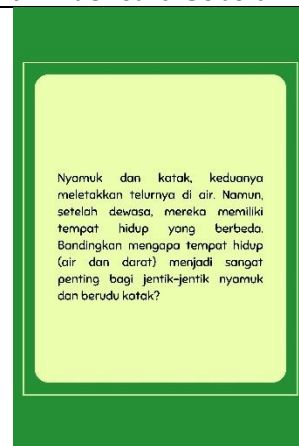 Nyamuk dan katak, keduanya
meletakkan telurnya di air. Namun,
setelah dewasa, mereka memiliki
tempat hidup yang berbeda.
Bandingkan mengapa tempat hidup
(air dan darat) menjadi sangat
penting bagi jentik-jentik nyamuk
dan berudu katak?